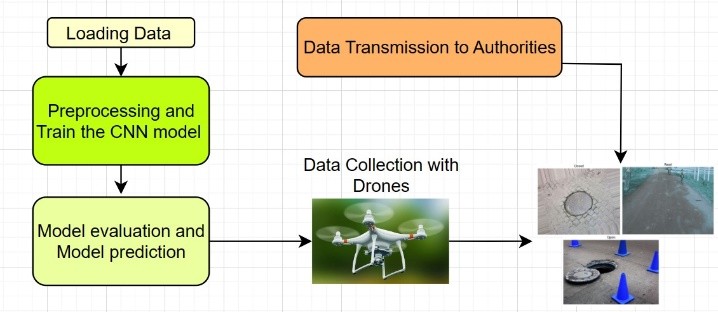 Loading Data
Data Transmission to Authorities
Preprocessing and
Train the CNN model
Data Collection with
Drones
Model evaluation and
Model prediction
Closed
Road
Open